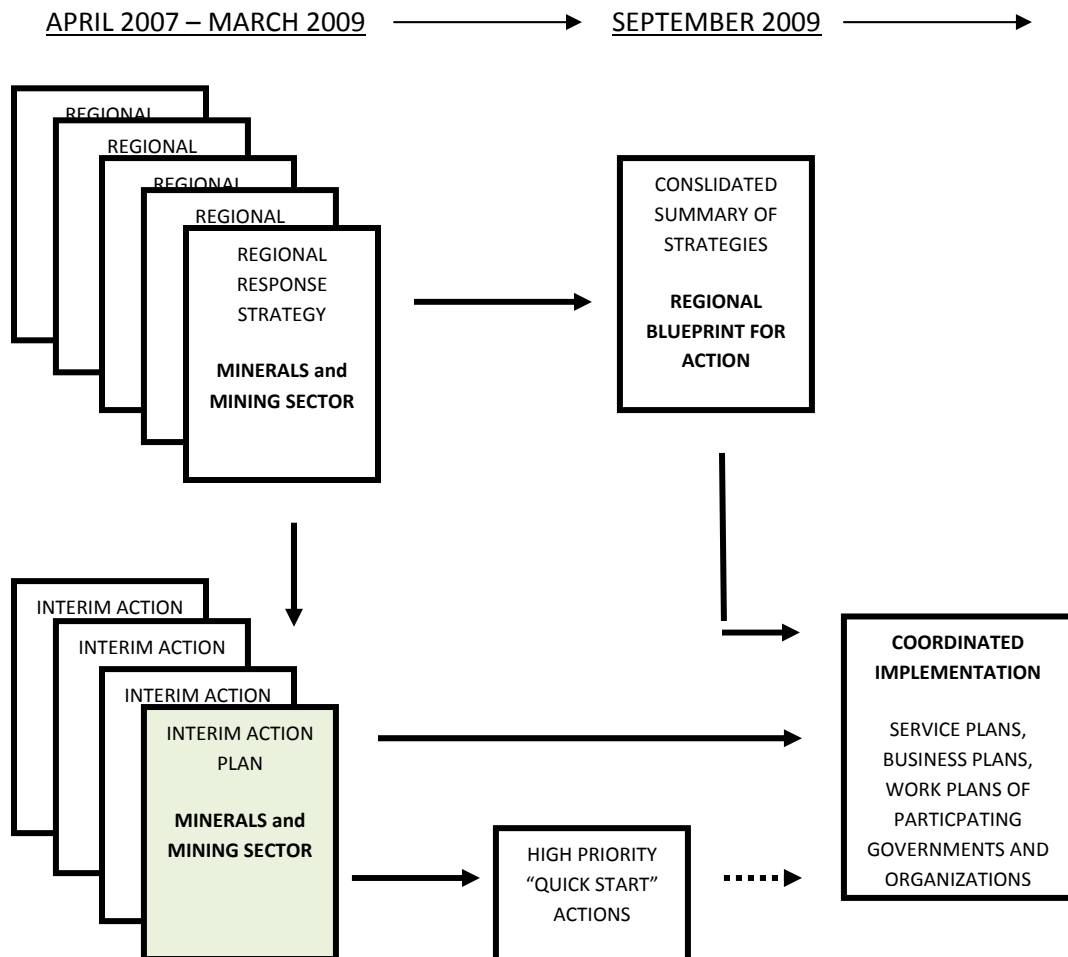 APRIL 2007 – MARCH 2009
SEPTEMBER 2009
REGIONAL
REGIONAL
REGIONAL
REGIONAL
REGIONAL
RESPONSE
STRATEGY
MINERALS and
MINING SECTOR
CONSLIDATED
SUMMARY OF
STRATEGIES
REGIONAL
BLUEPRINT FOR
ACTION
INTERIM ACTION
INTERIM ACTION
INTERIM ACTION
INTERIM ACTION
PLAN
MINERALS and
MINING SECTOR
HIGH PRIORITY
“QUICK START”
ACTIONS
COORDINATED
IMPLEMENTATION
SERVICE PLANS,
BUSINESS PLANS,
WORK PLANS OF
PARTICPATING
GOVERNMENTS AND
ORGANIZATIONS